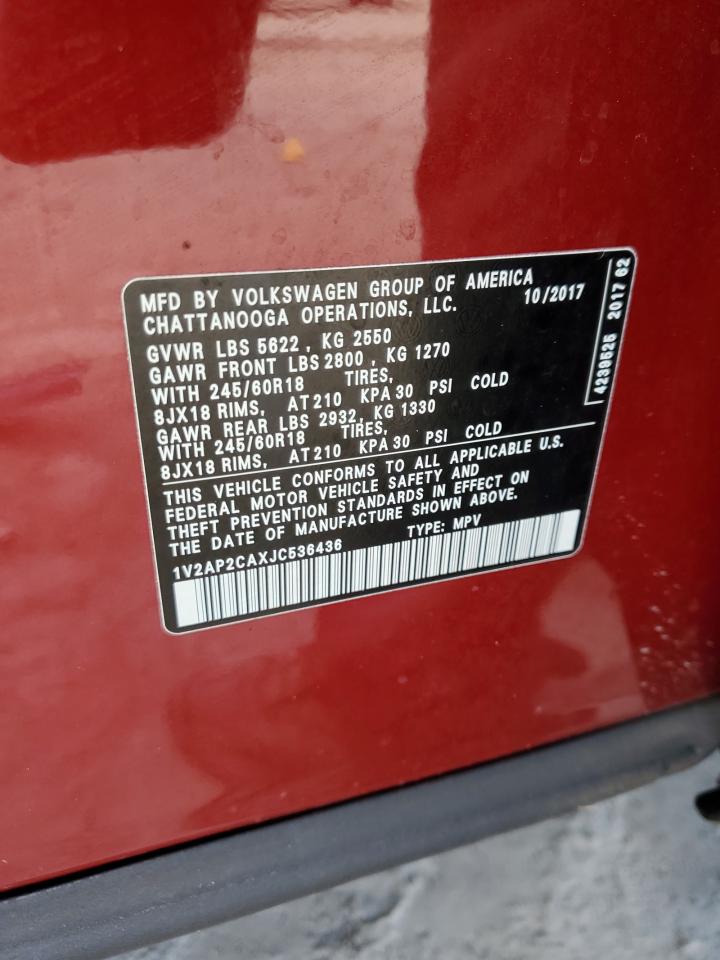 MFD BY VOLKSWAGEN GROUP OF AMERICA
CHATTANOOGA OPERATIONS, LLC. 10/2017
GVWR LBS 5622 , KG 2550
GAWR FRONT LBS 2800 , KG 1270
WITH 245/60R18 TIRES,
8JX18 RIMS, AT 210 KPA 30 PSI COLD
GAWR REAR LBS 2932, KG 1330
WITH 245/60R18 TIRES,
8JX18 RIMS, AT 210 KPA 30 PSI COLD
THIS VEHICLE CONFORMS TO ALL APPLICABLE U.S.
FEDERAL MOTOR VEHICLE SAFETY AND
THEFT PREVENTION STANDARDS IN EFFECT ON
THE DATE OF MANUFACTURE SHOWN ABOVE.
1V2AP2CAXJC536436 TYPE: MPV
4239525 2017 62